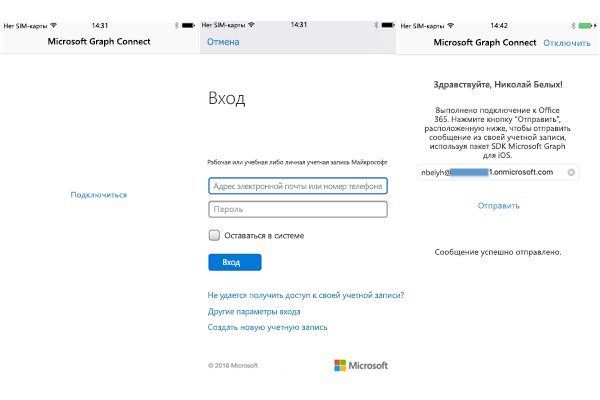 Нет SIM-карты 14:31
Microsoft Graph Connect
Подключиться
Нет SIM-карты 14:31
Отмена
Вход
Рабочая или учебная либо личная учетная запись Майкрософт
Адрес электронной почты или номер телефона
Пароль
Оставаться в системе
Вход
Не удается получить доступ к своей учетной записи?
Другие параметры входа
Создать новую учетную запись
© 2016 Microsoft
Microsoft
Нет SIM-карты 14:42
Microsoft Graph Connect Отключить
Здравствуйте, Николай Белых!
Выполнено подключение к Office
365. Нажмите кнопку "Отправить",
расположенную ниже, чтобы отправить
сообщение из своей учетной записи,
используя пакет SDK Microsoft Graph
для iOS.
nbelyh@ 1.onmicrosoft.com
Отправить
Сообщение успешно отправлено.